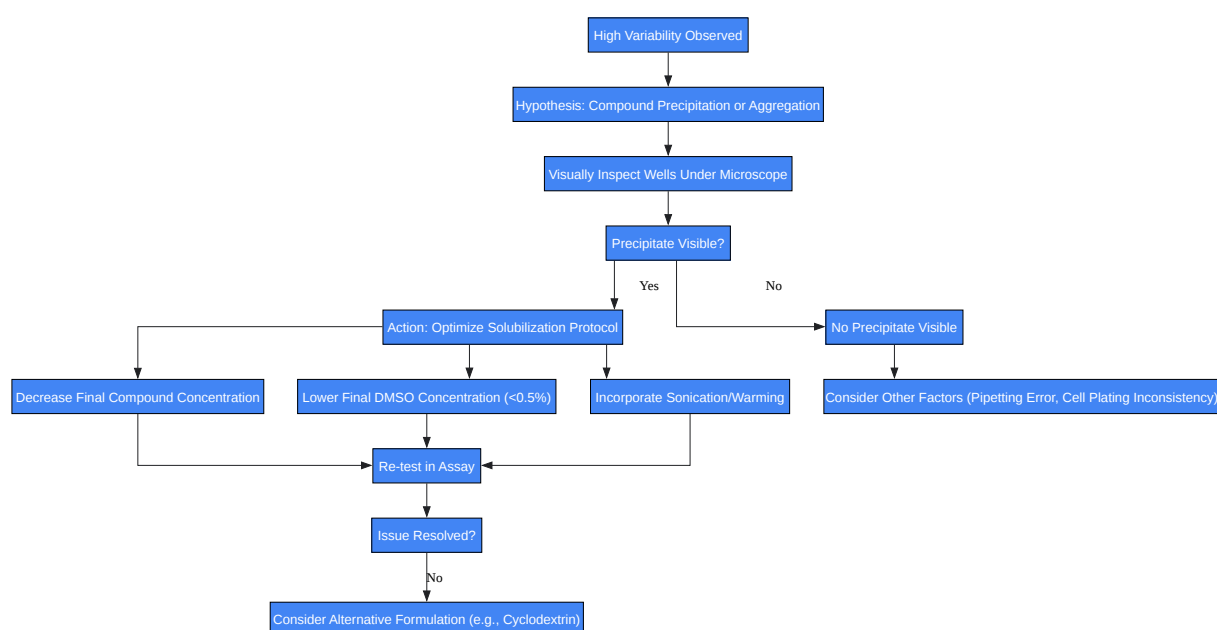 High Variability Observed
Hypothesis: Compound Precipitation or Aggregation
Visually Inspect Wells Under Microscope
Precipitate Visible?
Yes
No
Action: Optimize Solubilization Protocol
No Precipitate Visible
Decrease Final Compound Concentration
Lower Final DMSO Concentration (<0.5%)
Incorporate Sonication/Warming
Consider Other Factors (Pipetting Error, Cell Plating Inconsistency)
Re-test in Assay
Issue Resolved?
No
Consider Alternative Formulation (e.g., Cyclodextrin)